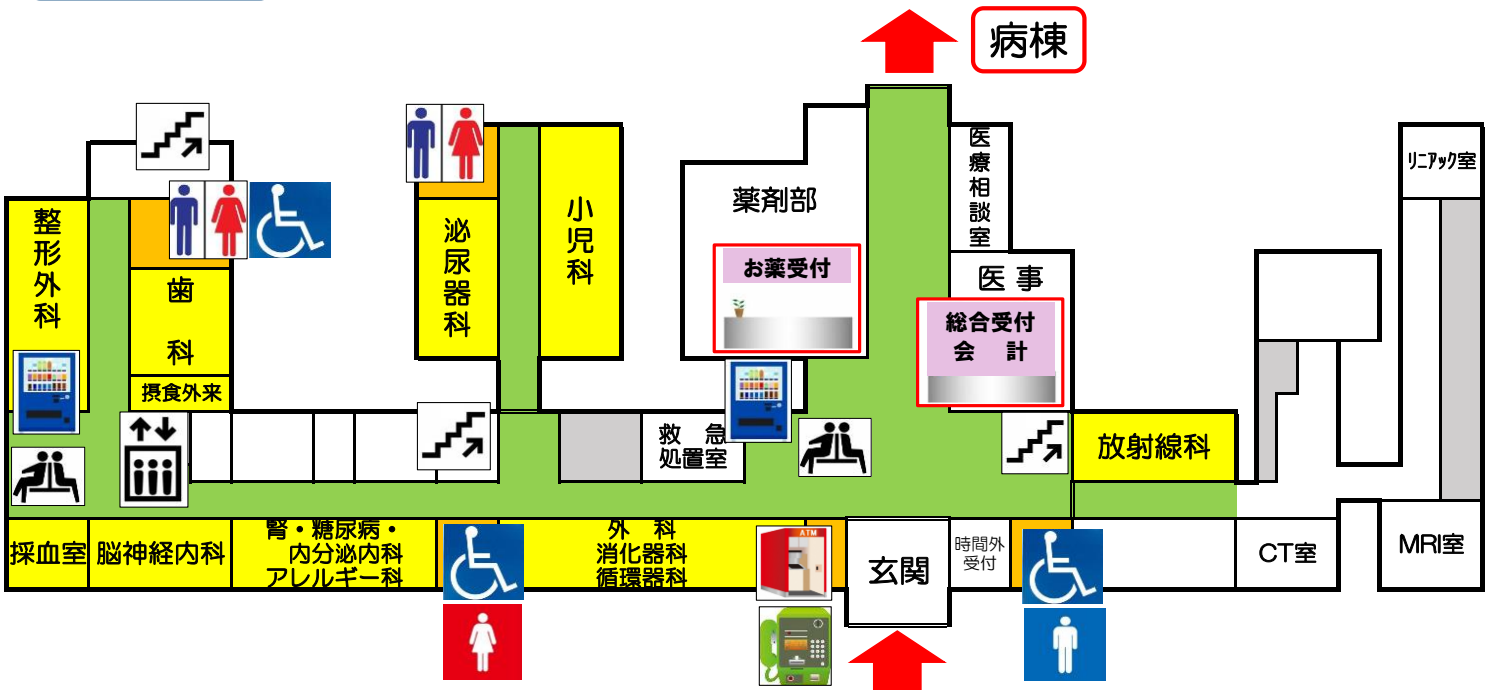 病棟
リニアック室
医療相談室
薬剤部
お薬受付
医事
総合受付
会 計
整形外科
歯
科
摂食外来
泌尿器科
小児科
救 急
処置室
放射線科
採血室
脳神経内科
腎・糖尿病・
内分泌内科
アレルギー科
外 科
消化器科
循環器科
ATM
玄関
時間外
受付
CT室
MRI室